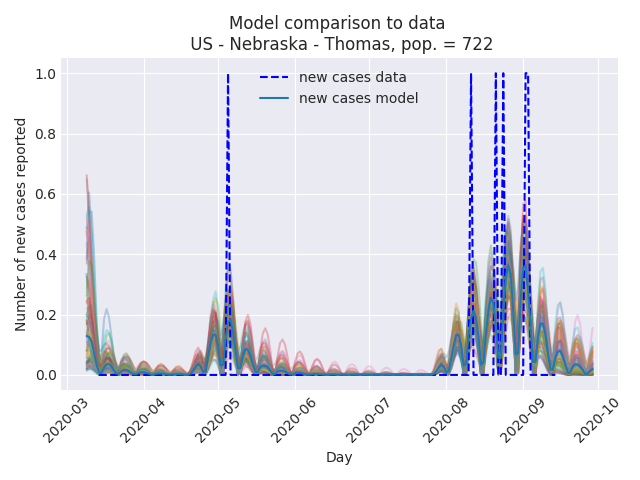 Model comparison to data
US - Nebraska - Thomas, pop. = 722
new cases data
new cases model
Number of new cases reported
1.0
0.8
0.6
0.4
0.2
0.0
2020-03
2020-04
2020-05
2020-06
2020-07
2020-08
2020-09
2020-10
Day